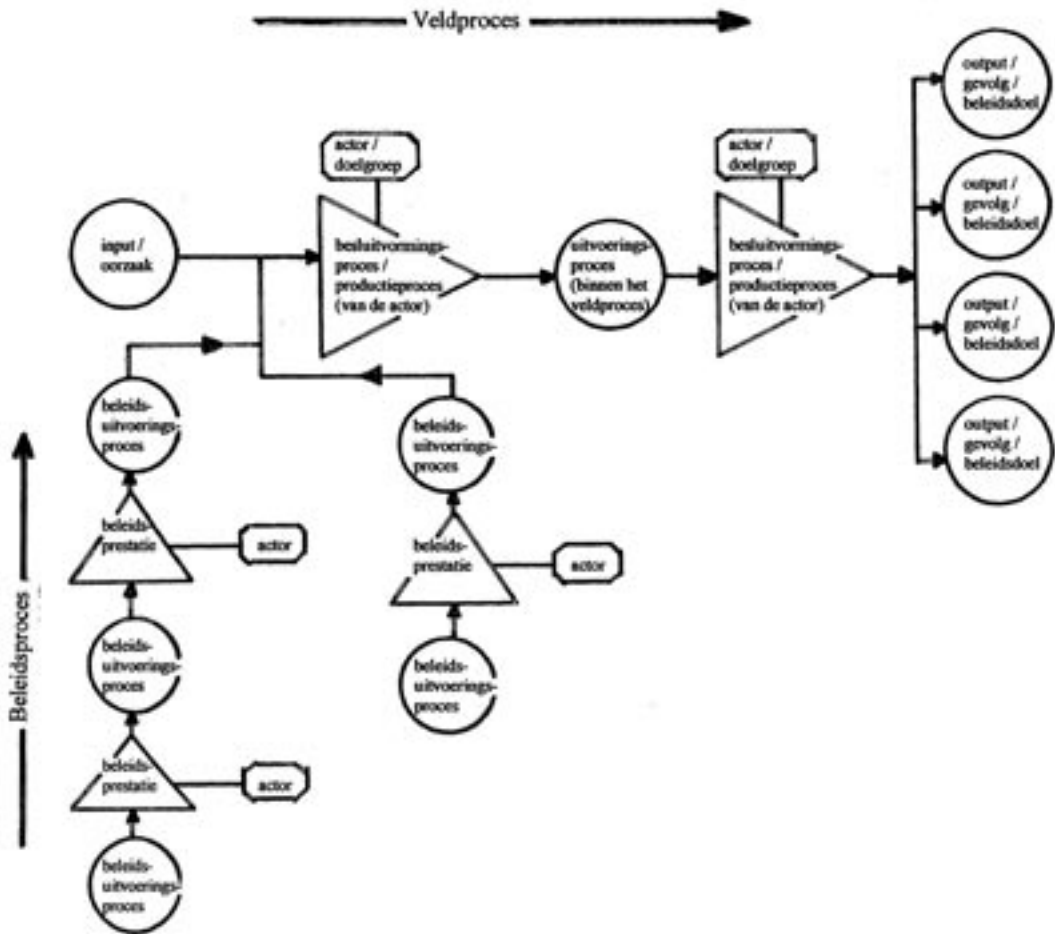 Veldproces
output /
gevolg /
beleidsdoel
actor /
doelgroep
actor /
doelgroep
output /
gevolg /
beleidsdoel
input /
oorzaak
besluitvormings-
proces /
productieproces
(van de actor)
uitvoerings-
proces
(binnen het
veldproces)
besluitvormings-
proces /
productieproces
(van de actor)
output /
gevolg /
beleidsdoel
output /
gevolg /
beleidsdoel
beleids-
uitvoerings-
proces
beleids-
uitvoerings-
proces
beleids-
prestatie
actor
beleids-
prestatie
actor
Beleidsproces
beleids-
uitvoerings-
proces
beleids-
uitvoerings-
proces
beleids-
prestatie
actor
beleids-
uitvoerings-
proces